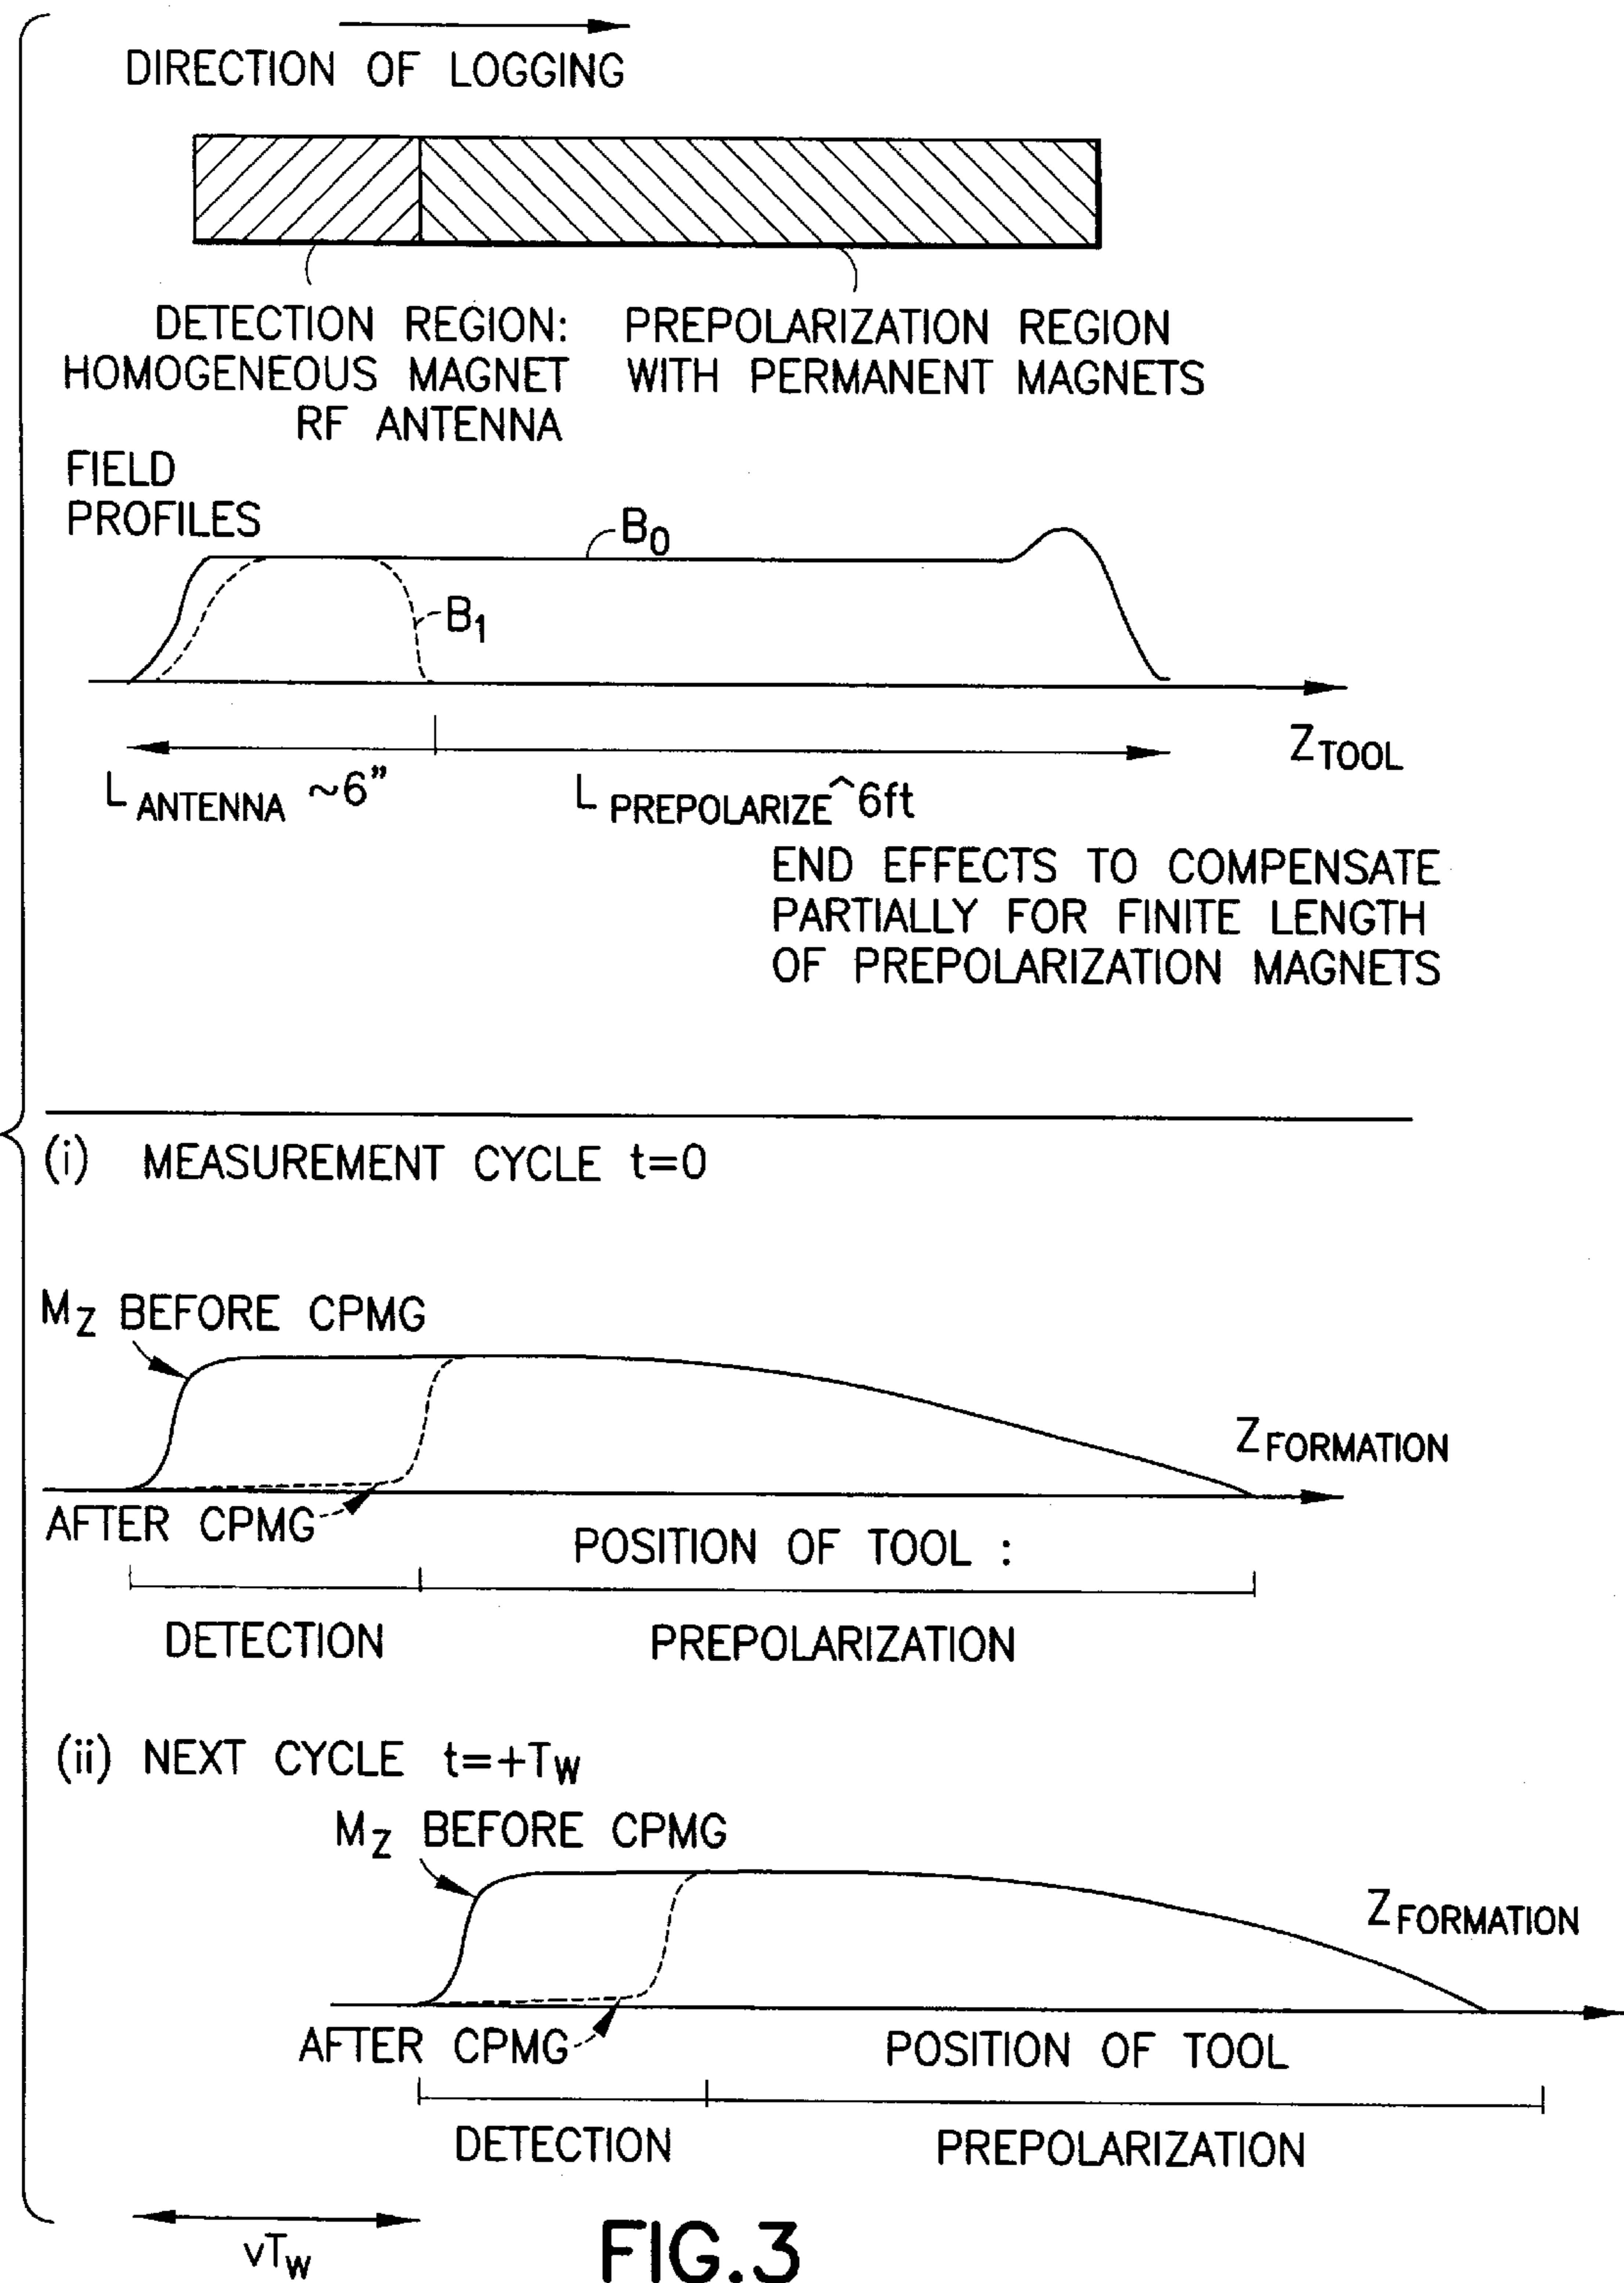 DIRECTION OF LOGGING
DETECTION REGION:
HOMOGENEOUS MAGNET
RF ANTENNA
PREPOLARIZATION REGION
WITH PERMANENT MAGNETS
FIELD
PROFILES
B0
B1
ZTOOL
LANTENNA ~6"
LPREPOLARIZE^6ft
END EFFECTS TO COMPENSATE
PARTIALLY FOR FINITE LENGTH
OF PREPOLARIZATION MAGNETS
(i) MEASUREMENT CYCLE t=0
MZ BEFORE CPMG
ZFORMATION
AFTER CPMG
POSITION OF TOOL :
DETECTION
PREPOLARIZATION
(ii) NEXT CYCLE t=+TW
MZ BEFORE CPMG
ZFORMATION
AFTER CPMG
POSITION OF TOOL
DETECTION
PREPOLARIZATION
vTW
FIG.3